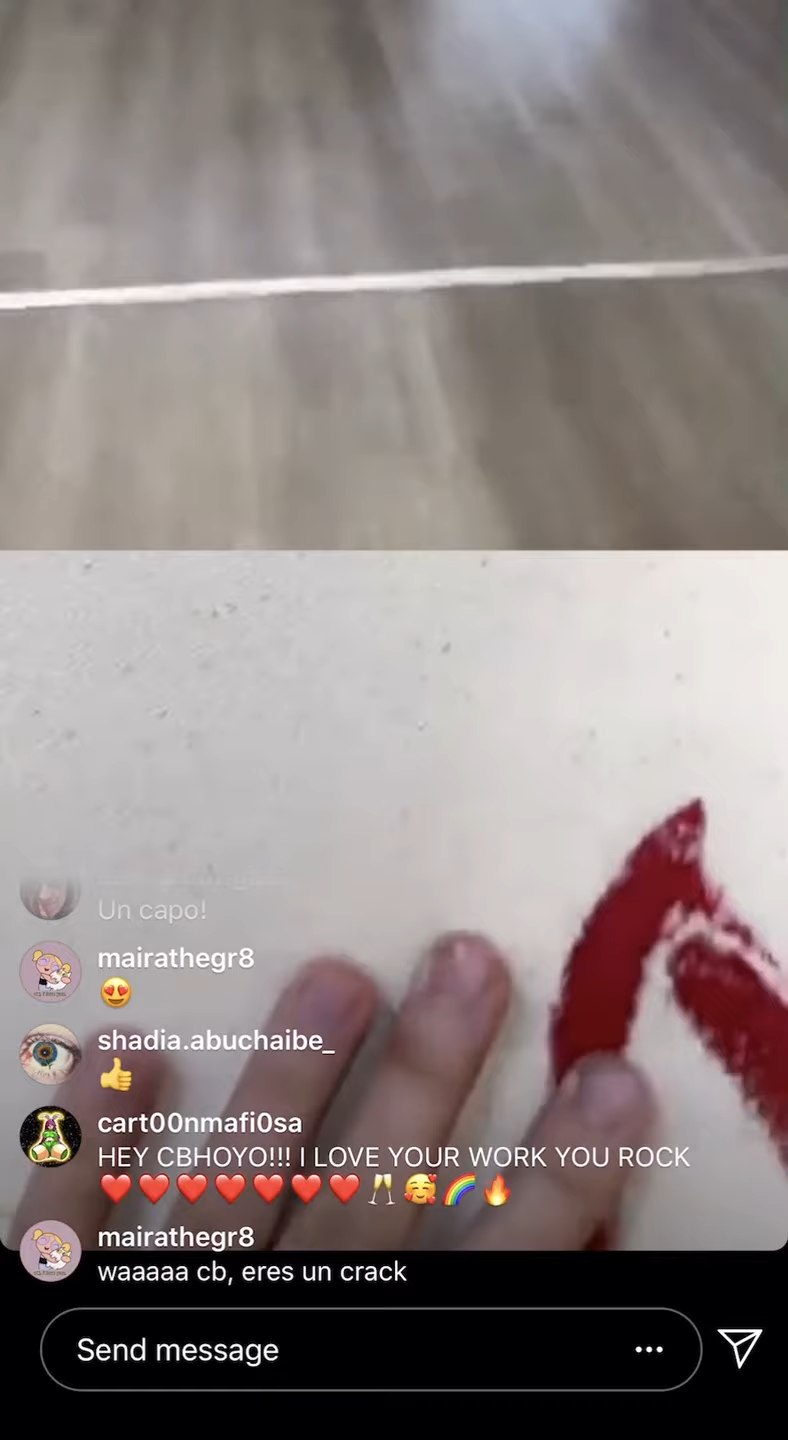 Un capo!
mairathegr8
😍
shadia.abuchaibe_
👍
cart00nmafi0sa
HEY CBHOYO!!! I LOVE YOUR WORK YOU ROCK
❤️❤️❤️❤️❤️❤️❤️🥂🥰🌈🔥
mairathegr8
waaaaa cb, eres un crack
Send message